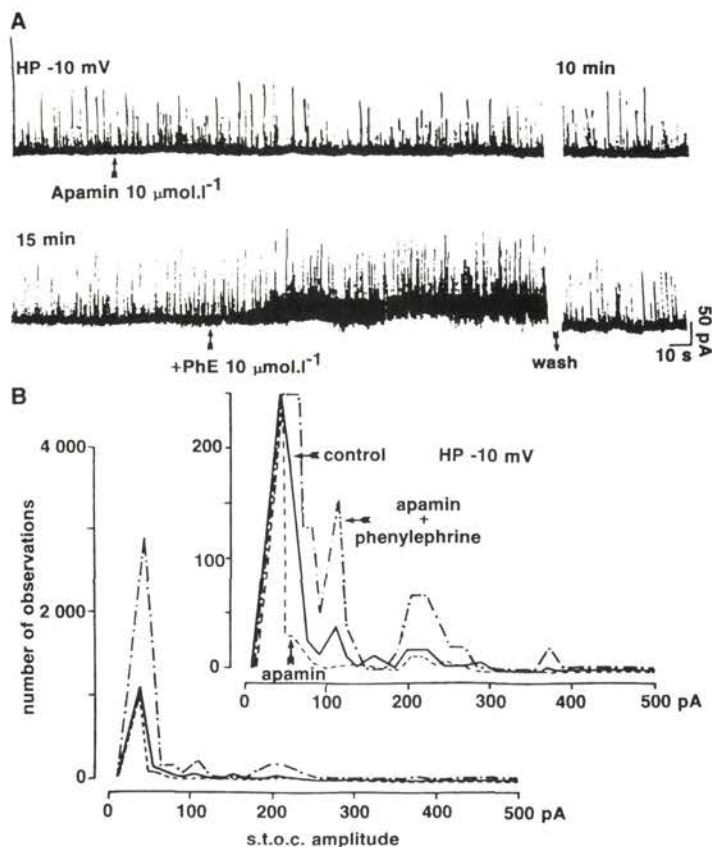 A
HP -10 mV
10 min
Apamin 10 μmol.l⁻¹
15 min
+PhE 10 μmol.l⁻¹
wash
50 pA
10 s
B
4 000
2 000
0
number of observations
200
100
0
control
HP -10 mV
apamin
+
phenylephrine
apamin
0 100 200 300 400 500 pA
0 100 200 300 400 500 pA
s.t.o.c. amplitude